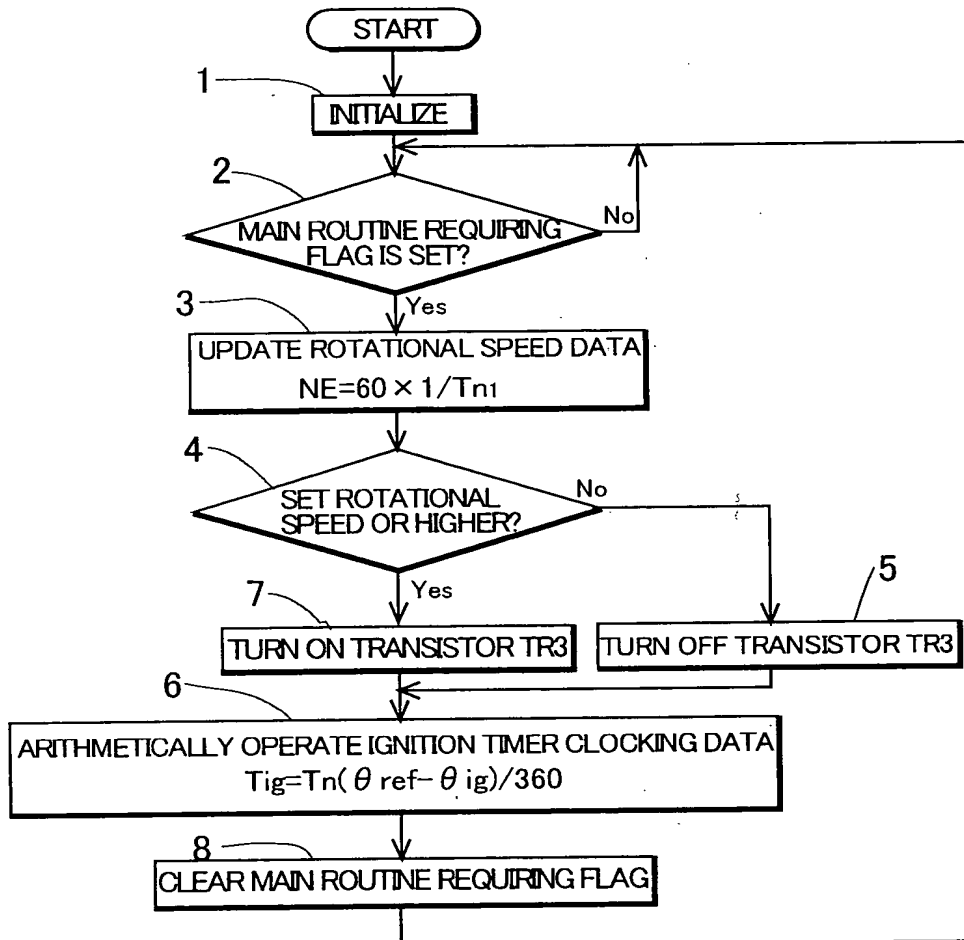 START
1
INITIALIZE
2
MAIN ROUTINE REQUIRING
FLAG IS SET?
No
Yes
3
UPDATE ROTATIONAL SPEED DATA
NE=60 × 1/Tn1
4
SET ROTATIONAL
SPEED OR HIGHER?
No
Yes
7
TURN ON TRANSISTOR TR3
5
TURN OFF TRANSISTOR TR3
6
ARITHMETICALLY OPERATE IGNITION TIMER CLOCKING DATA
Tig=Tn(θ ref-θ ig)/360
8
CLEAR MAIN ROUTINE REQUIRING FLAG